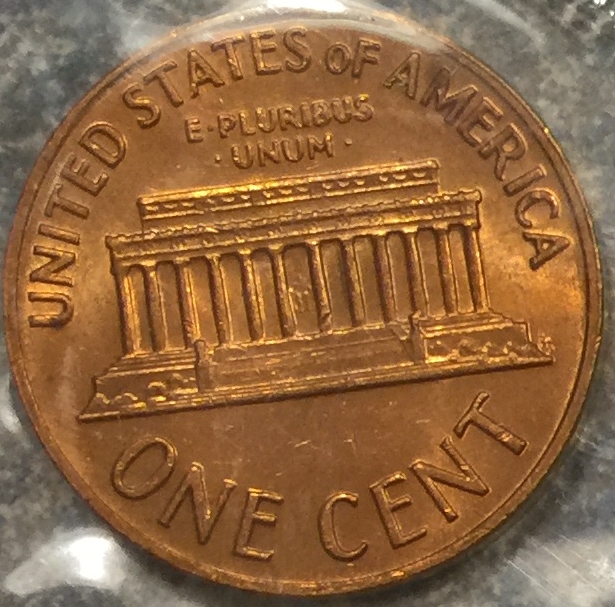 UNITED STATES OF AMERICA
E·PLURIBUS
·UNUM·
ONE CENT